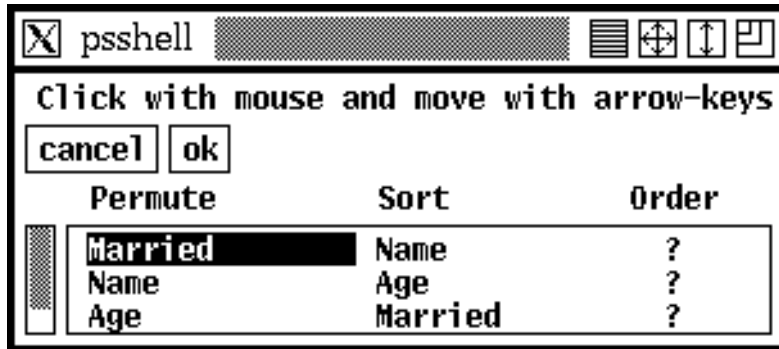 psshell
Click with mouse and move with arrow-keys
cancel ok
Permute Sort Order
Married Name ?
Name Age ?
Age Married ?